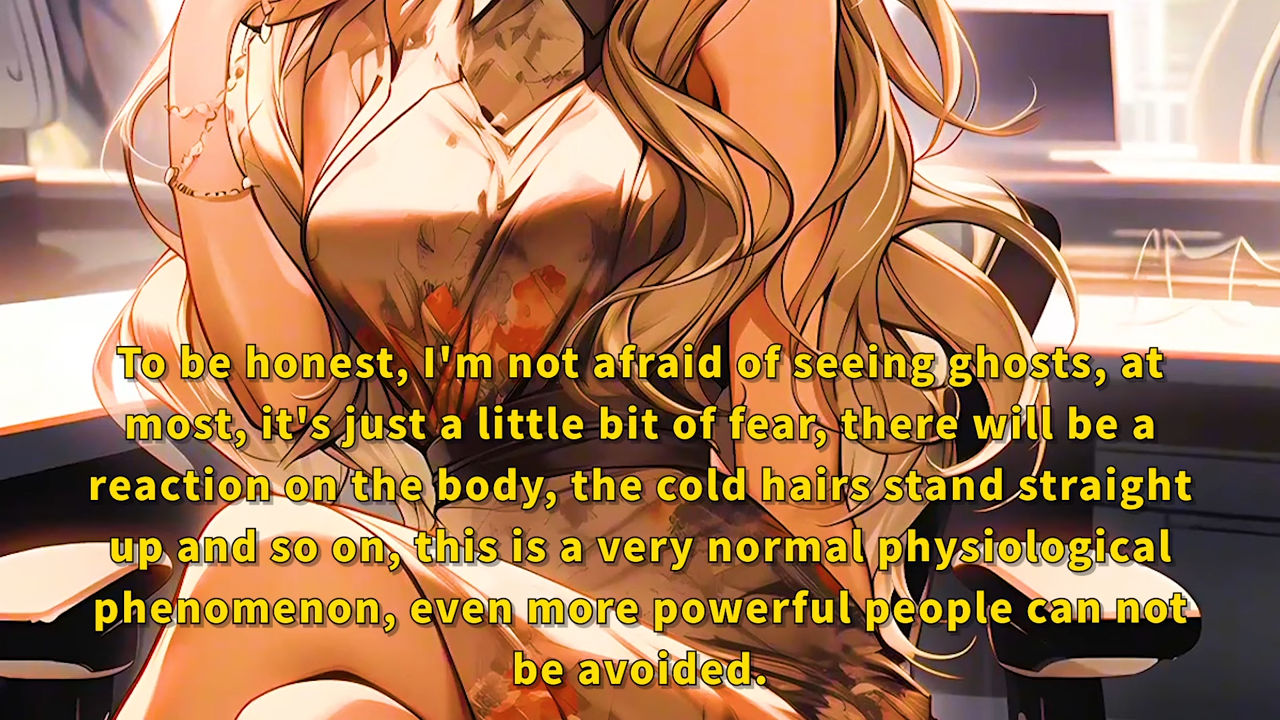 To be honest, I'm not afraid of seeing ghosts, at
most, it's just a little bit of fear, there will be a
reaction on the body, the cold hairs stand straight
up and so on, this is a very normal physiological
phenomenon, even more powerful people can not
be avoided.